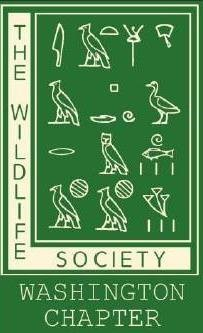 THE WILDLIFE
SOCIETY
WASHINGTON
CHAPTER